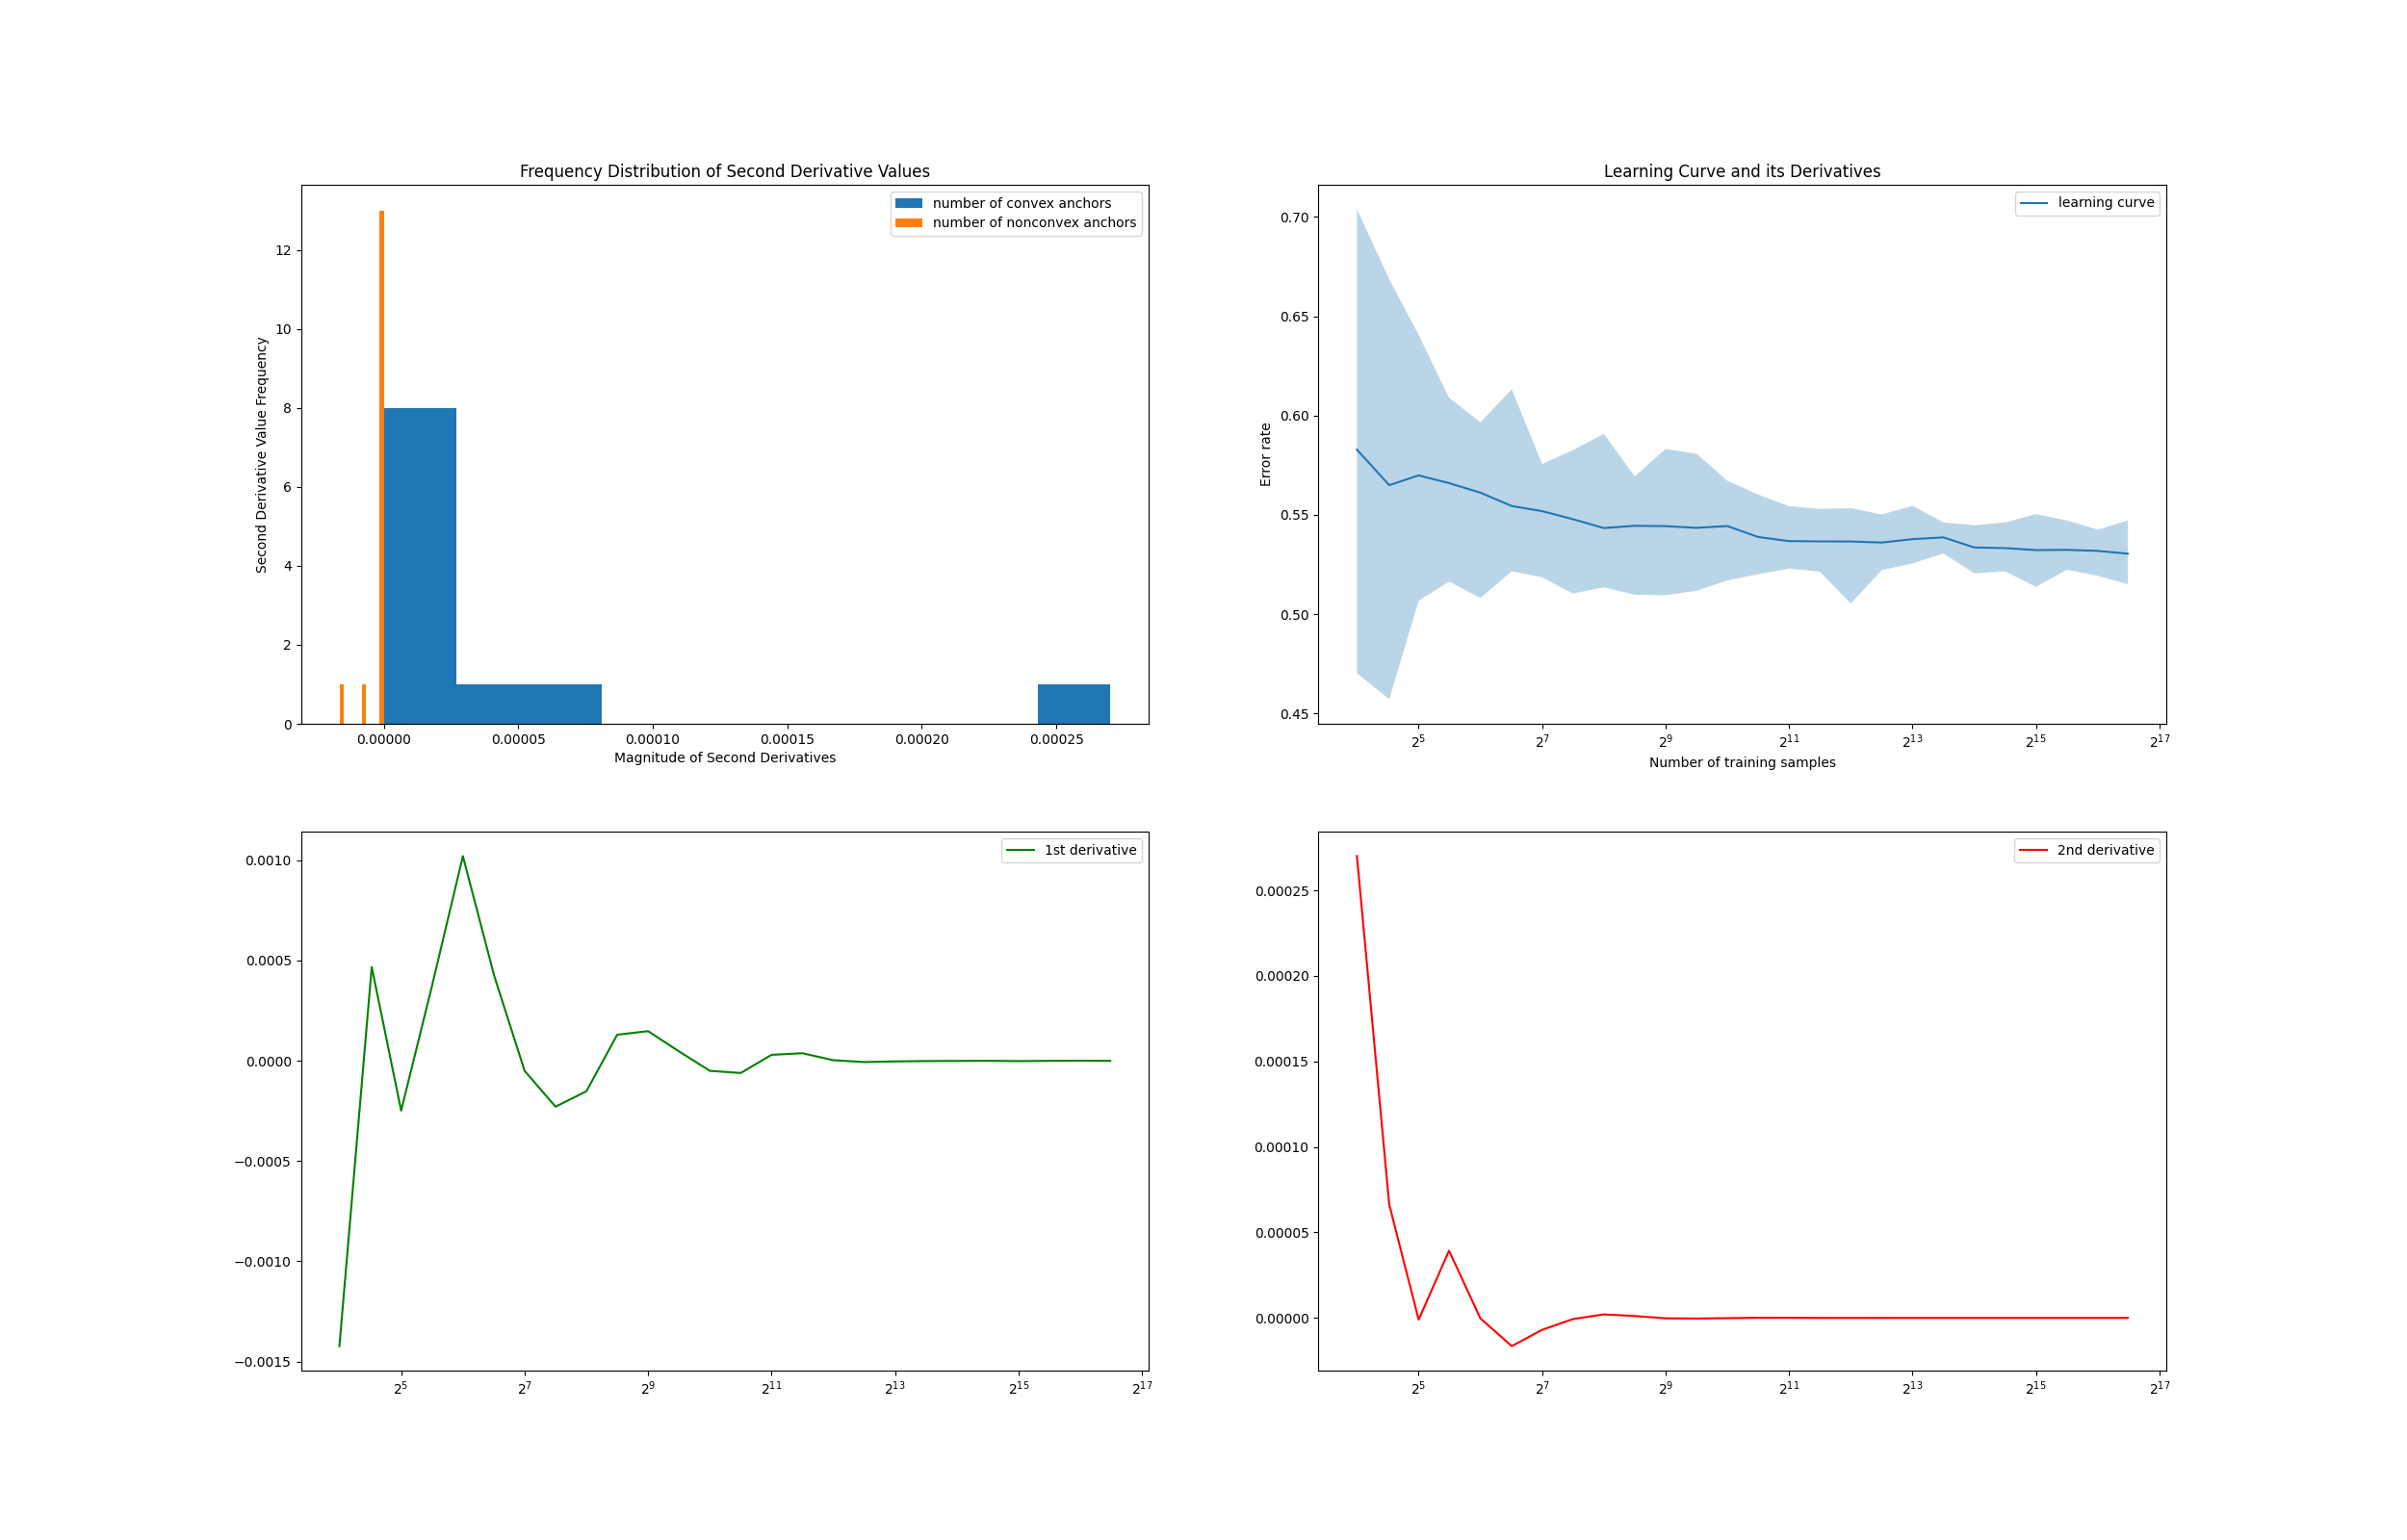 Frequency Distribution of Second Derivative Values
number of convex anchors
number of nonconvex anchors
Second Derivative Value Frequency
12
10
8
6
4
2
0
0.00000 0.00005 0.00010 0.00015 0.00020 0.00025
Magnitude of Second Derivatives
Learning Curve and its Derivatives
learning curve
Error rate
0.70
0.65
0.60
0.55
0.50
0.45
2^5 2^7 2^9 2^11 2^13 2^15 2^17
Number of training samples
1st derivative
0.0010
0.0005
0.0000
−0.0005
−0.0010
−0.0015
2^5 2^7 2^9 2^11 2^13 2^15 2^17
2nd derivative
0.00025
0.00020
0.00015
0.00010
0.00005
0.00000
2^5 2^7 2^9 2^11 2^13 2^15 2^17